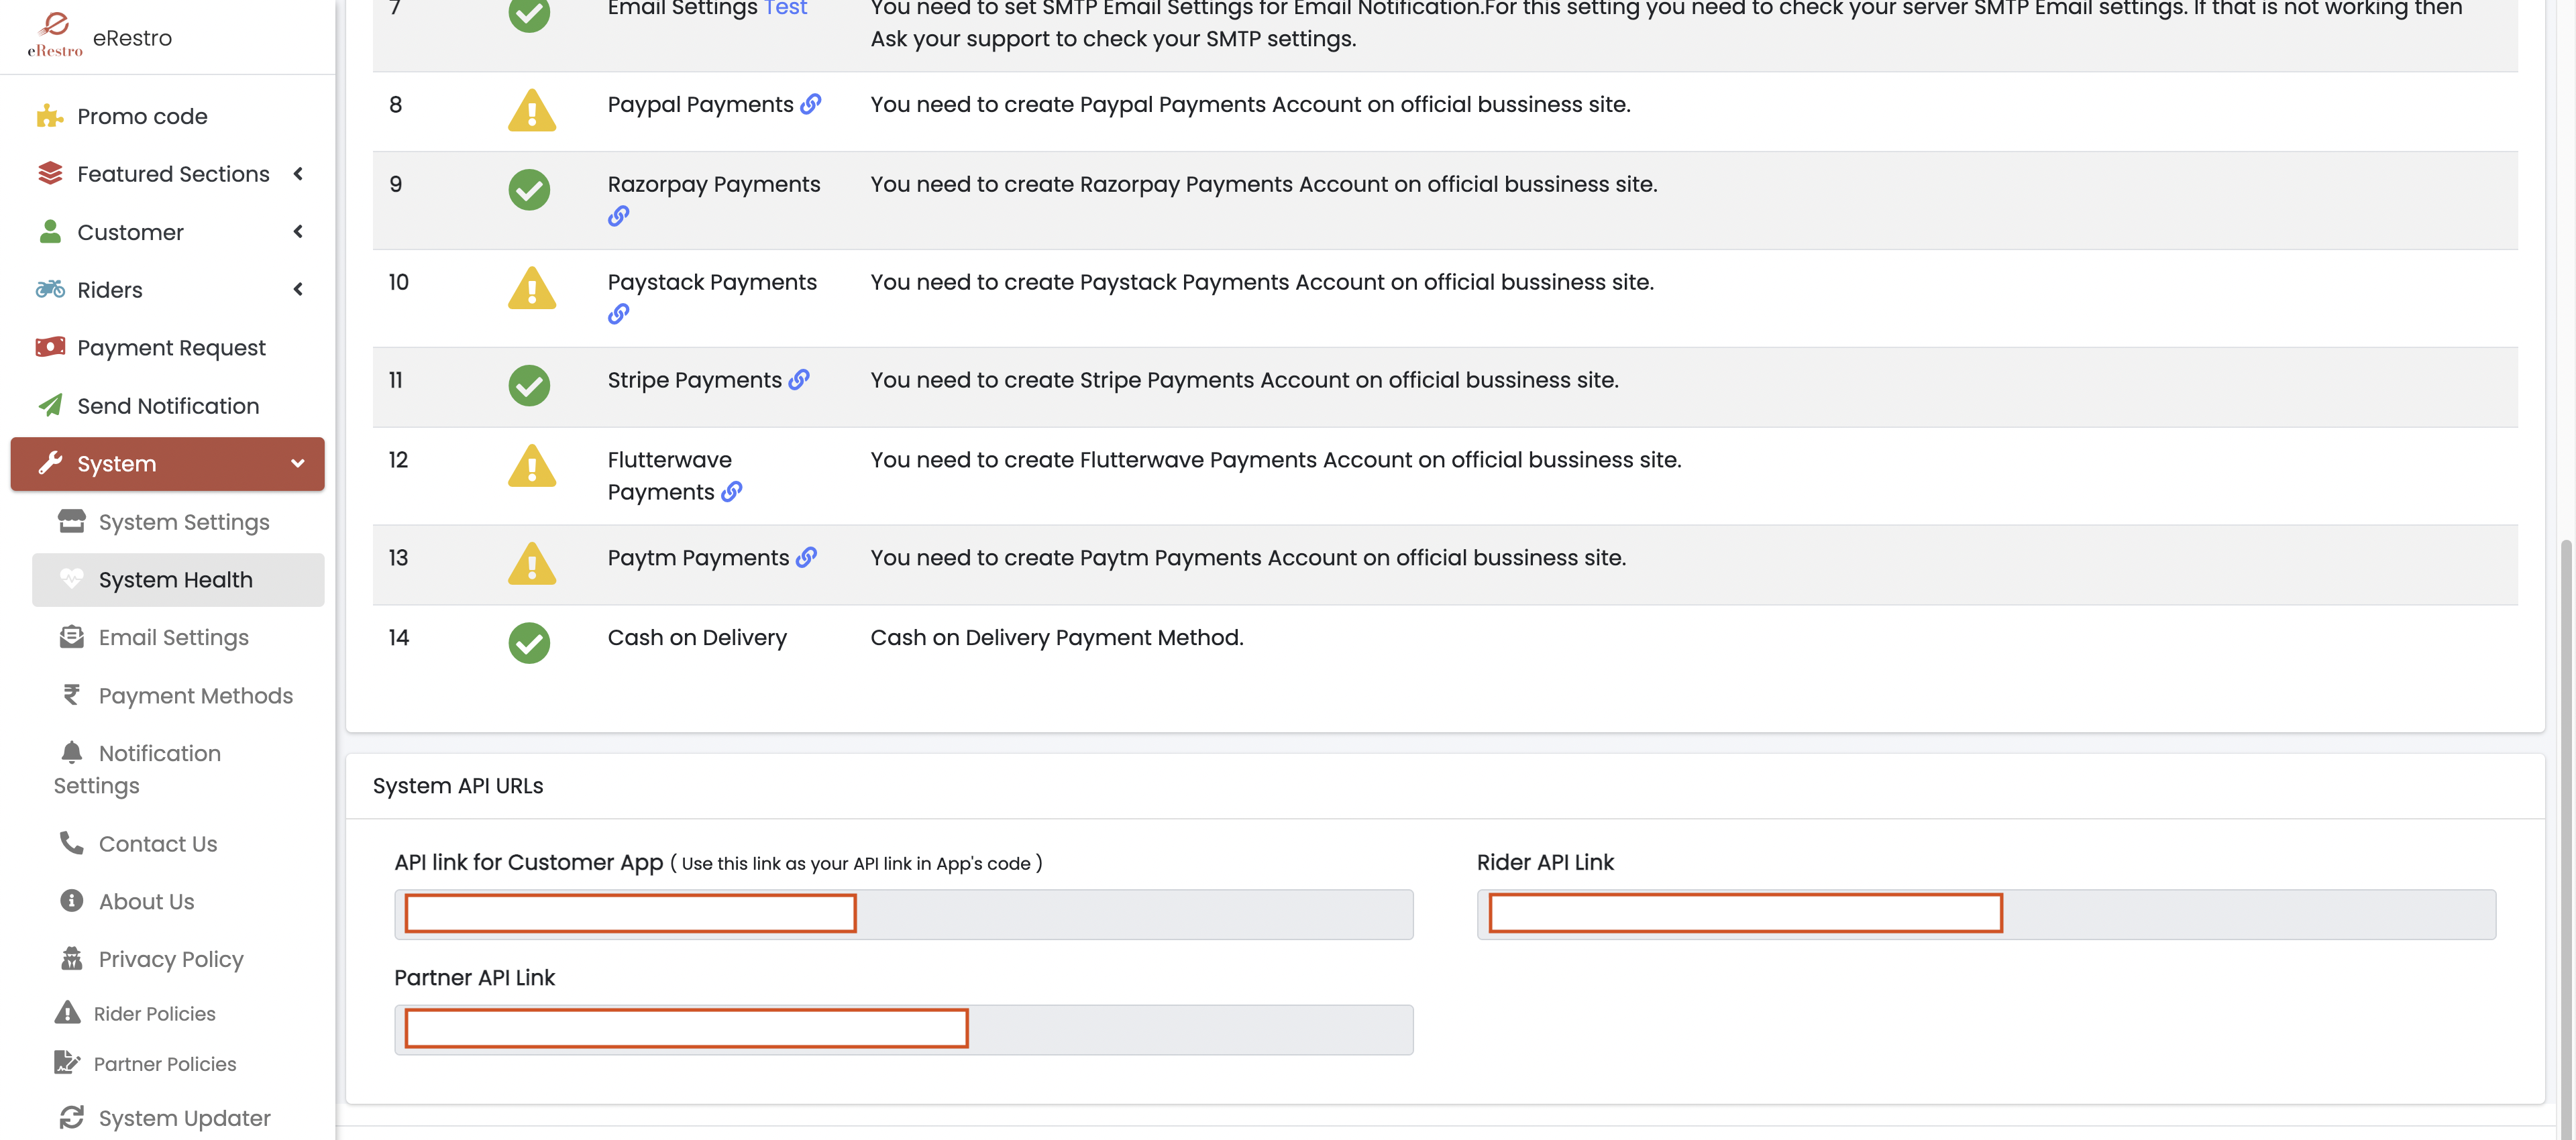 eRestro
eRestro
Promo code
Featured Sections
Customer
Riders
Payment Request
Send Notification
System
System Settings
System Health
Email Settings
Payment Methods
Notification
Settings
Contact Us
About Us
Privacy Policy
Rider Policies
Partner Policies
System Updater
7 Email Settings Test You need to set SMTP Email Settings for Email Notification.For this setting you need to check your server SMTP Email settings. If that is not working then
Ask your support to check your SMTP settings.
8 Paypal Payments You need to create Paypal Payments Account on official bussiness site.
9 Razorpay Payments You need to create Razorpay Payments Account on official bussiness site.
10 Paystack Payments You need to create Paystack Payments Account on official bussiness site.
11 Stripe Payments You need to create Stripe Payments Account on official bussiness site.
12 Flutterwave You need to create Flutterwave Payments Account on official bussiness site.
Payments
13 Paytm Payments You need to create Paytm Payments Account on official bussiness site.
14 Cash on Delivery Cash on Delivery Payment Method.
System API URLs
API link for Customer App ( Use this link as your API link in App's code )
Rider API Link
Partner API Link